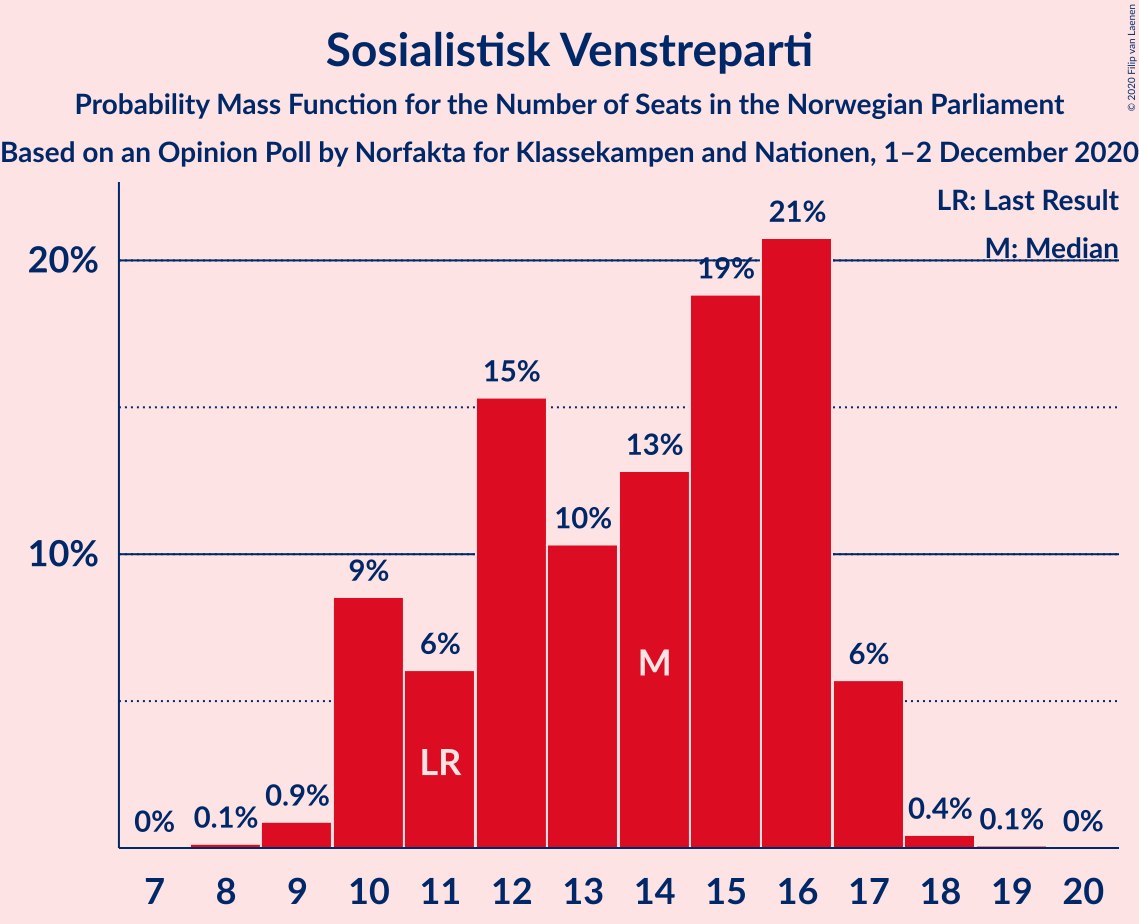 Sosialistisk Venstreparti
Probability Mass Function for the Number of Seats in the Norwegian Parliament
Based on an Opinion Poll by Norfakta for Klassekampen and Nationen, 1–2 December 2020
© 2020 Filip van Laenen
LR: Last Result
M: Median
20%
10%
0%
0.1%
0.9%
9%
6%
15%
10%
13%
19%
21%
6%
0.4%
0.1%
0%
LR
M
7 8 9 10 11 12 13 14 15 16 17 18 19 20